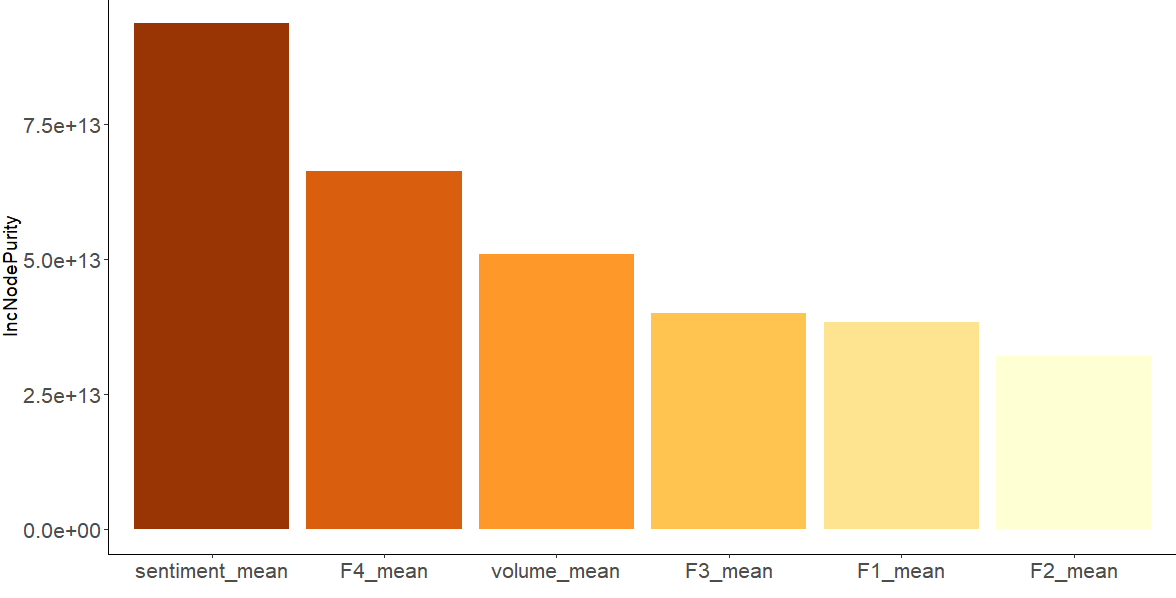 IncNodePurity
7.5e+13
5.0e+13
2.5e+13
0.0e+00
sentiment_mean F4_mean volume_mean F3_mean F1_mean F2_mean